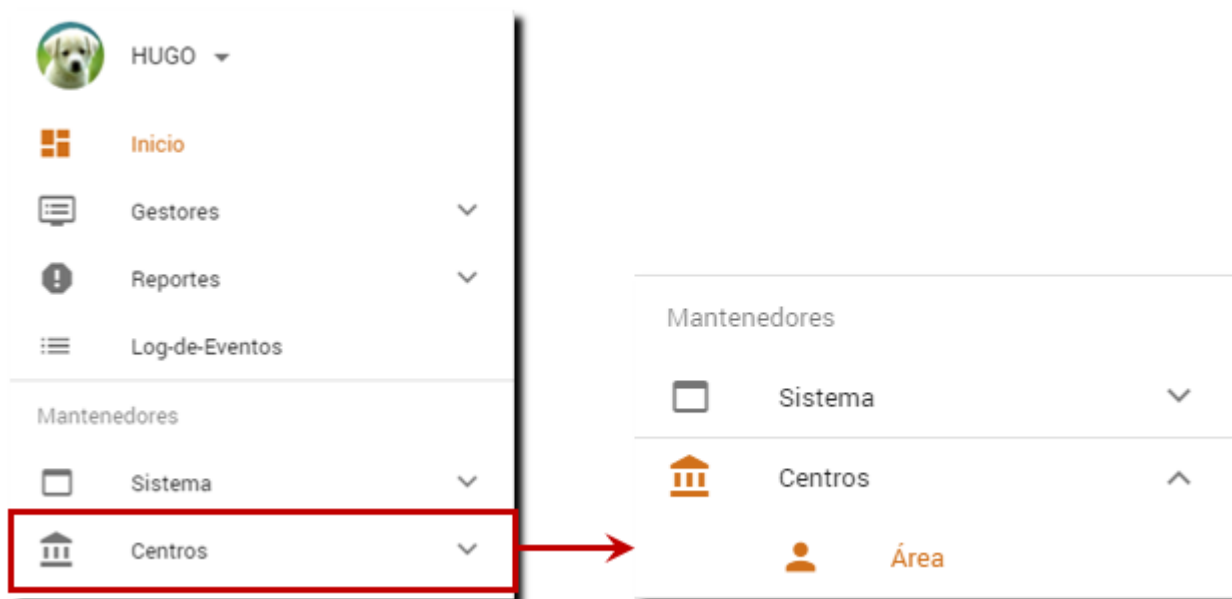 HUGO
Inicio
Gestores
Reportes
Log-de-Eventos
Mantenedores
Sistema
Centros
Mantenedores
Sistema
Centros
Área